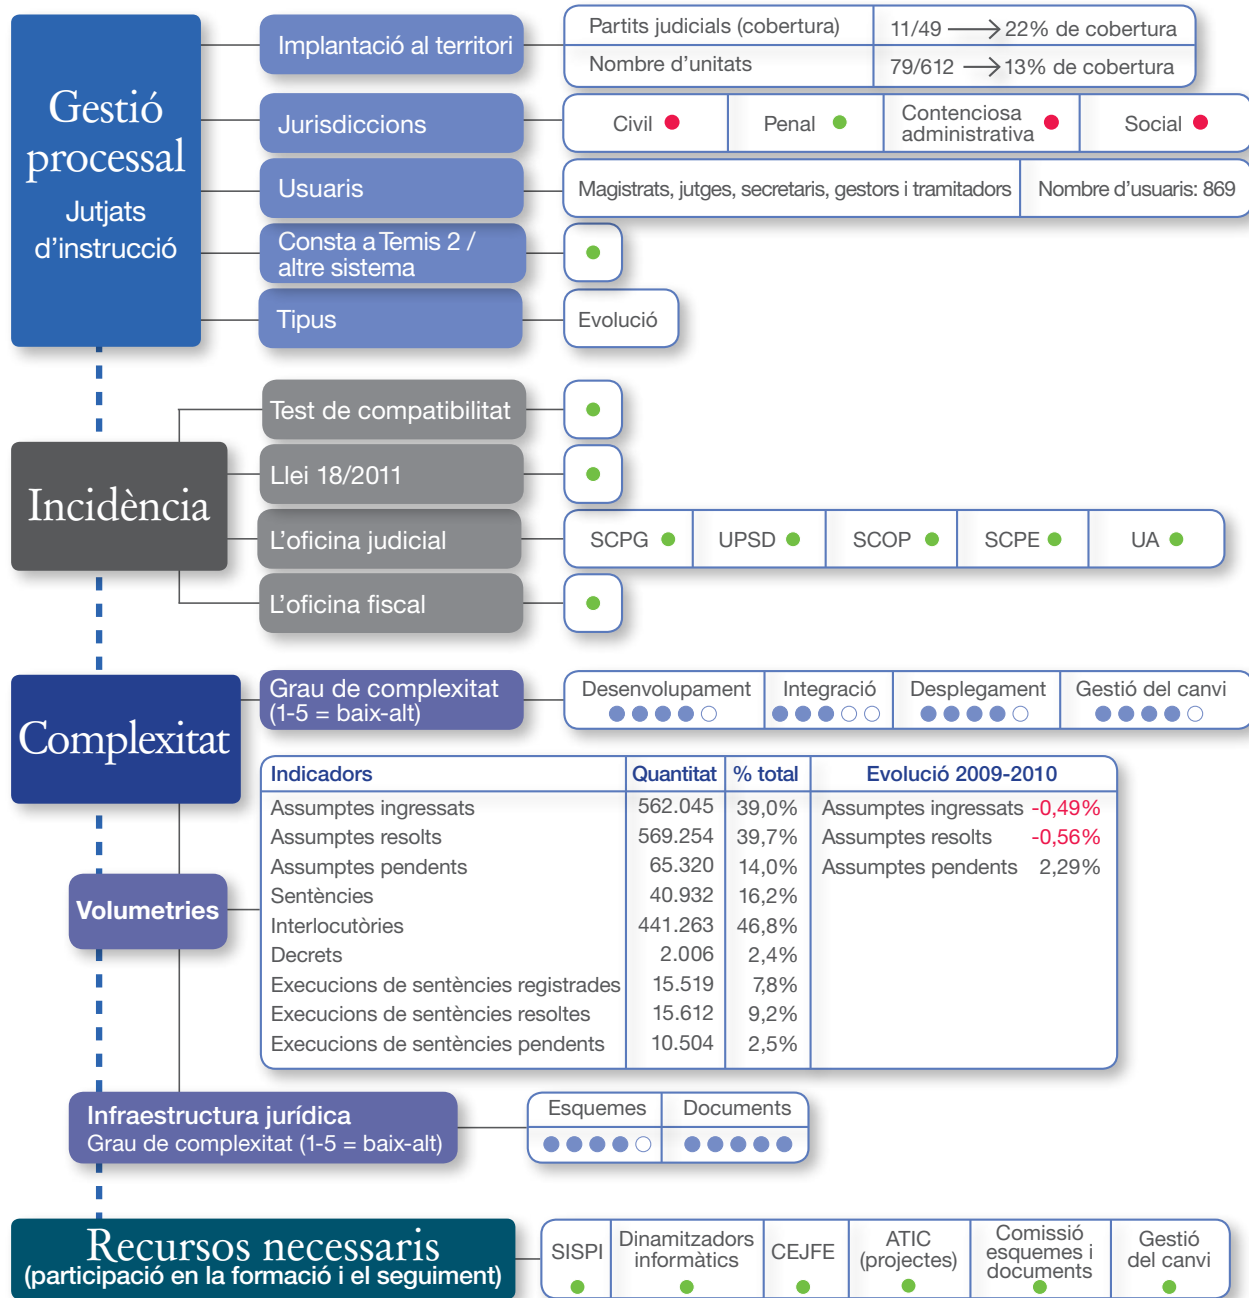 Gestió
processal
Jutjats
d'instrucció
Implantació al territori
Partits judicials (cobertura)
11/49 → 22% de cobertura
Nombre d'unitats
79/612 → 13% de cobertura
Jurisdiccions
Civil
Penal
Contenciosa
administrativa
Social
Usuaris
Magistrats, jutges, secretaris, gestors i tramitadors
Nombre d'usuaris: 869
Consta a Temis 2 /
altre sistema
Tipus
Evolució
Incidència
Test de compatibilitat
Llei 18/2011
L'oficina judicial
SCPG
UPSD
SCOP
SCPE
UA
L'oficina fiscal
Complexitat
Grau de complexitat
(1-5 = baix-alt)
Desenvolupament
Integració
Desplegament
Gestió del canvi
Volumetries
Indicadors Quantitat % total Evolució 2009-2010
Assumptes ingressats 562.045 39,0% Assumptes ingressats -0,49%
Assumptes resolts 569.254 39,7% Assumptes resolts -0,56%
Assumptes pendents 65.320 14,0% Assumptes pendents 2,29%
Sentències 40.932 16,2%
Interlocutòries 441.263 46,8%
Decrets 2.006 2,4%
Execucions de sentències registrades 15.519 7,8%
Execucions de sentències resoltes 15.612 9,2%
Execucions de sentències pendents 10.504 2,5%
Infraestructura jurídica
Grau de complexitat (1-5 = baix-alt)
Esquemes
Documents
Recursos necessaris
(participació en la formació i el seguiment)
SISPI
Dinamitzadors
informàtics
CEJFE
ATIC
(projectes)
Comissió
esquemes i
documents
Gestió
del canvi